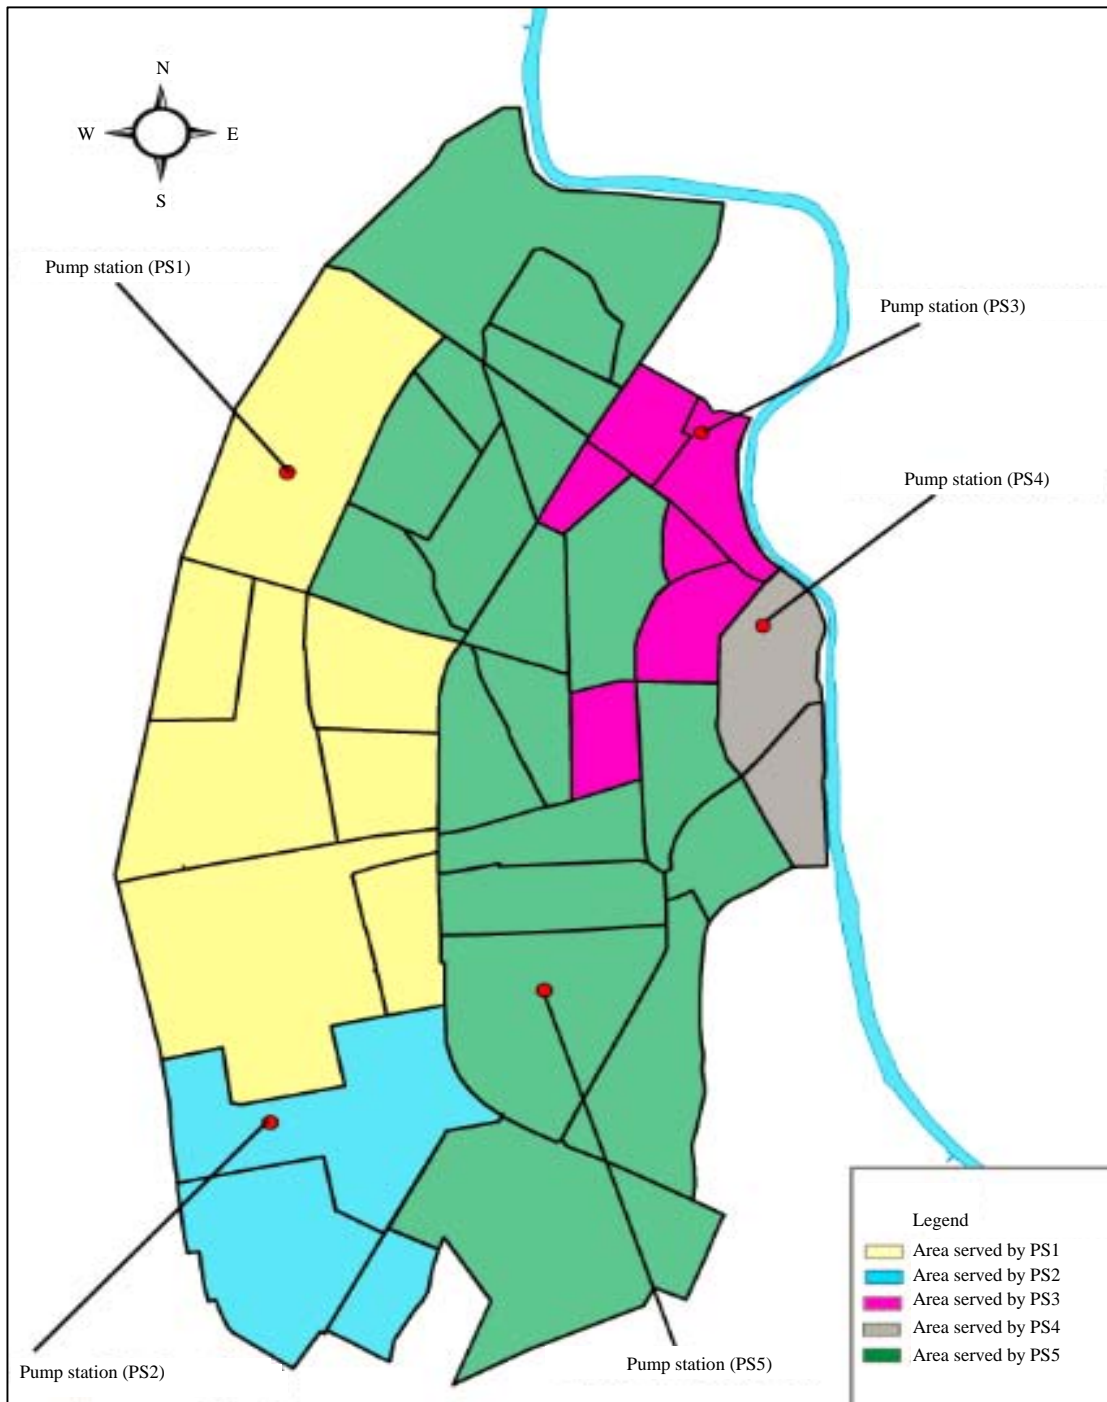 N
W
E
S
Pump station (PS1)
Pump station (PS3)
Pump station (PS4)
Pump station (PS2)
Pump station (PS5)
Legend
Area served by PS1
Area served by PS2
Area served by PS3
Area served by PS4
Area served by PS5